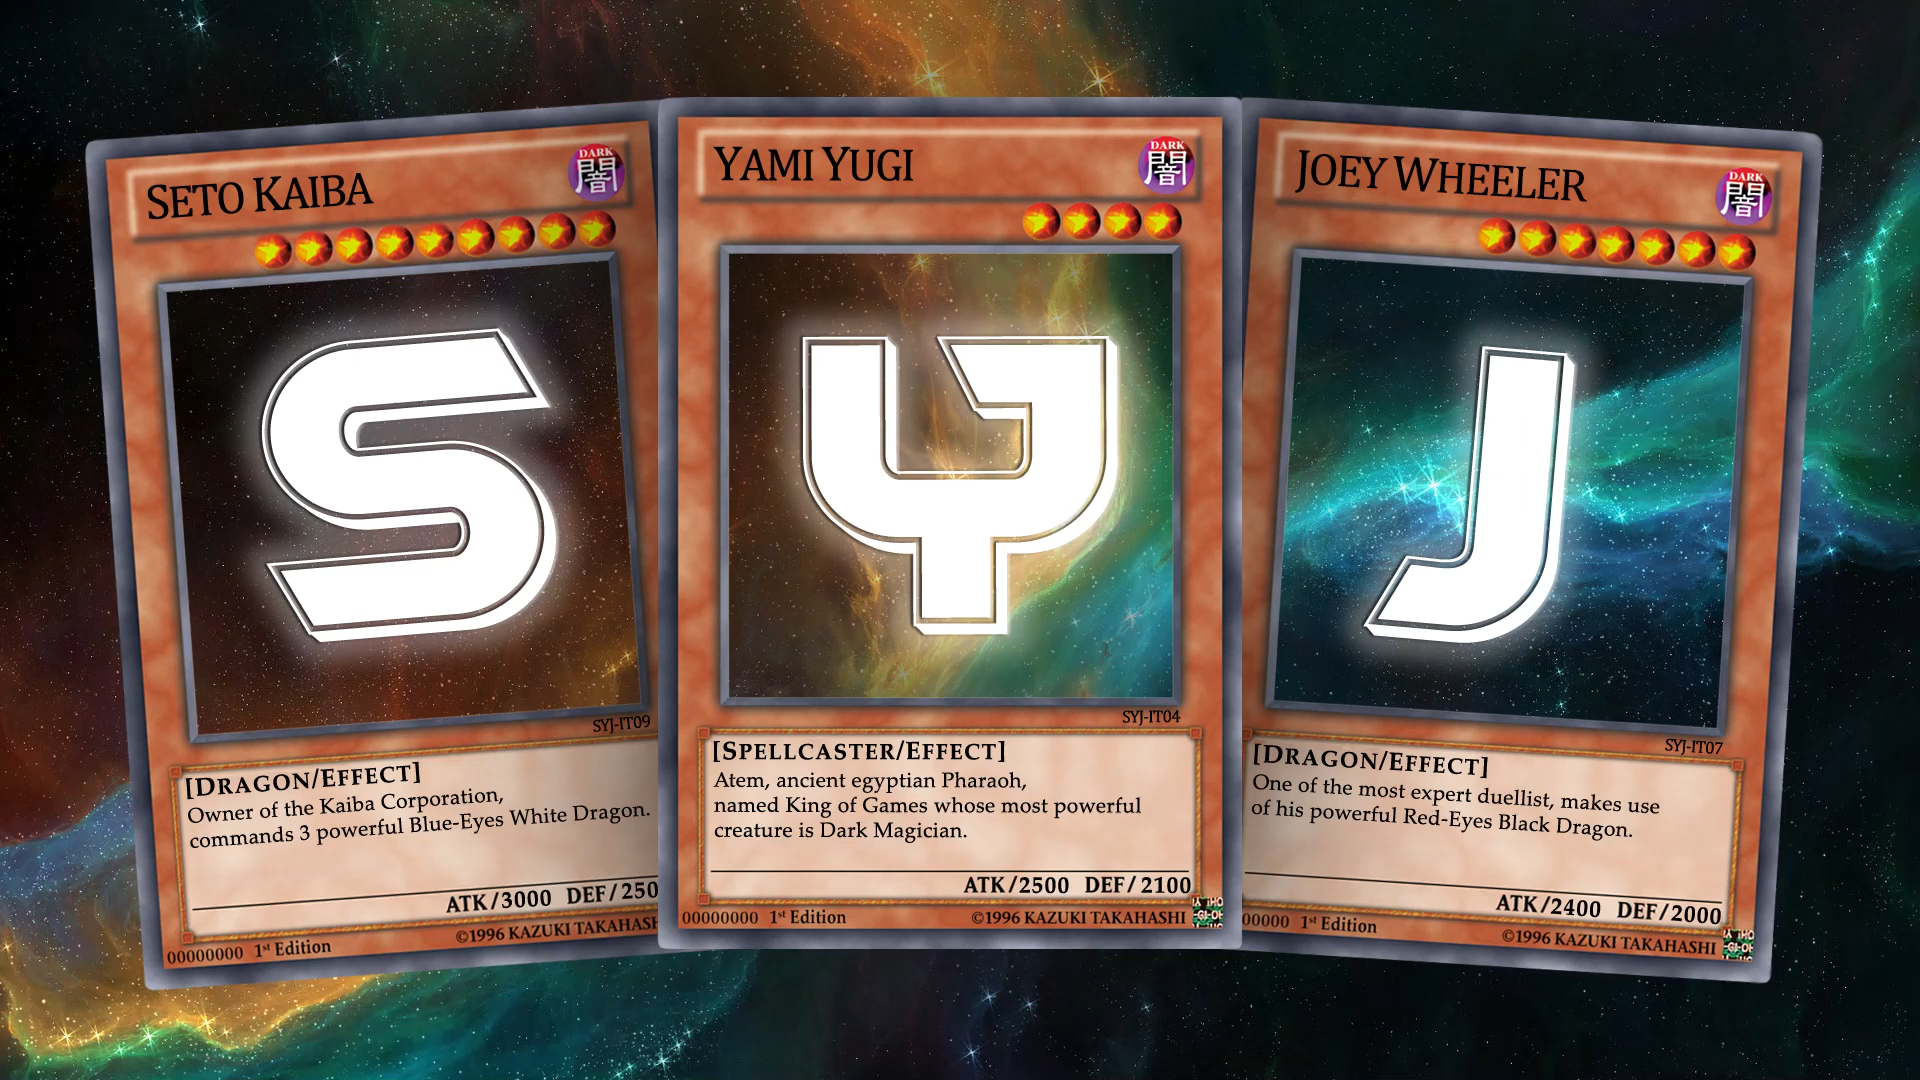 SETO KAIBA
DARK
闇
S
SYJ-IT09
[DRAGON/EFFECT]
Owner of the Kaiba Corporation,
commands 3 powerful Blue-Eyes White Dragon.
ATK/3000 DEF/250
00000000 1st Edition
©1996 KAZUKI TAKAHASH
YAMI YUGI
DARK
闇
Y
SYJ-IT04
[SPELLCASTER/EFFECT]
Atem, ancient egyptian Pharaoh,
named King of Games whose most powerful
creature is Dark Magician.
ATK/2500 DEF/2100
00000000 1st Edition
©1996 KAZUKI TAKAHASHI
JOEY WHEELER
DARK
闇
J
SYJ-IT07
[DRAGON/EFFECT]
One of the most expert duellist, makes use
of his powerful Red-Eyes Black Dragon.
ATK/2400 DEF/2000
00000 1st Edition
©1996 KAZUKI TAKAHASHI